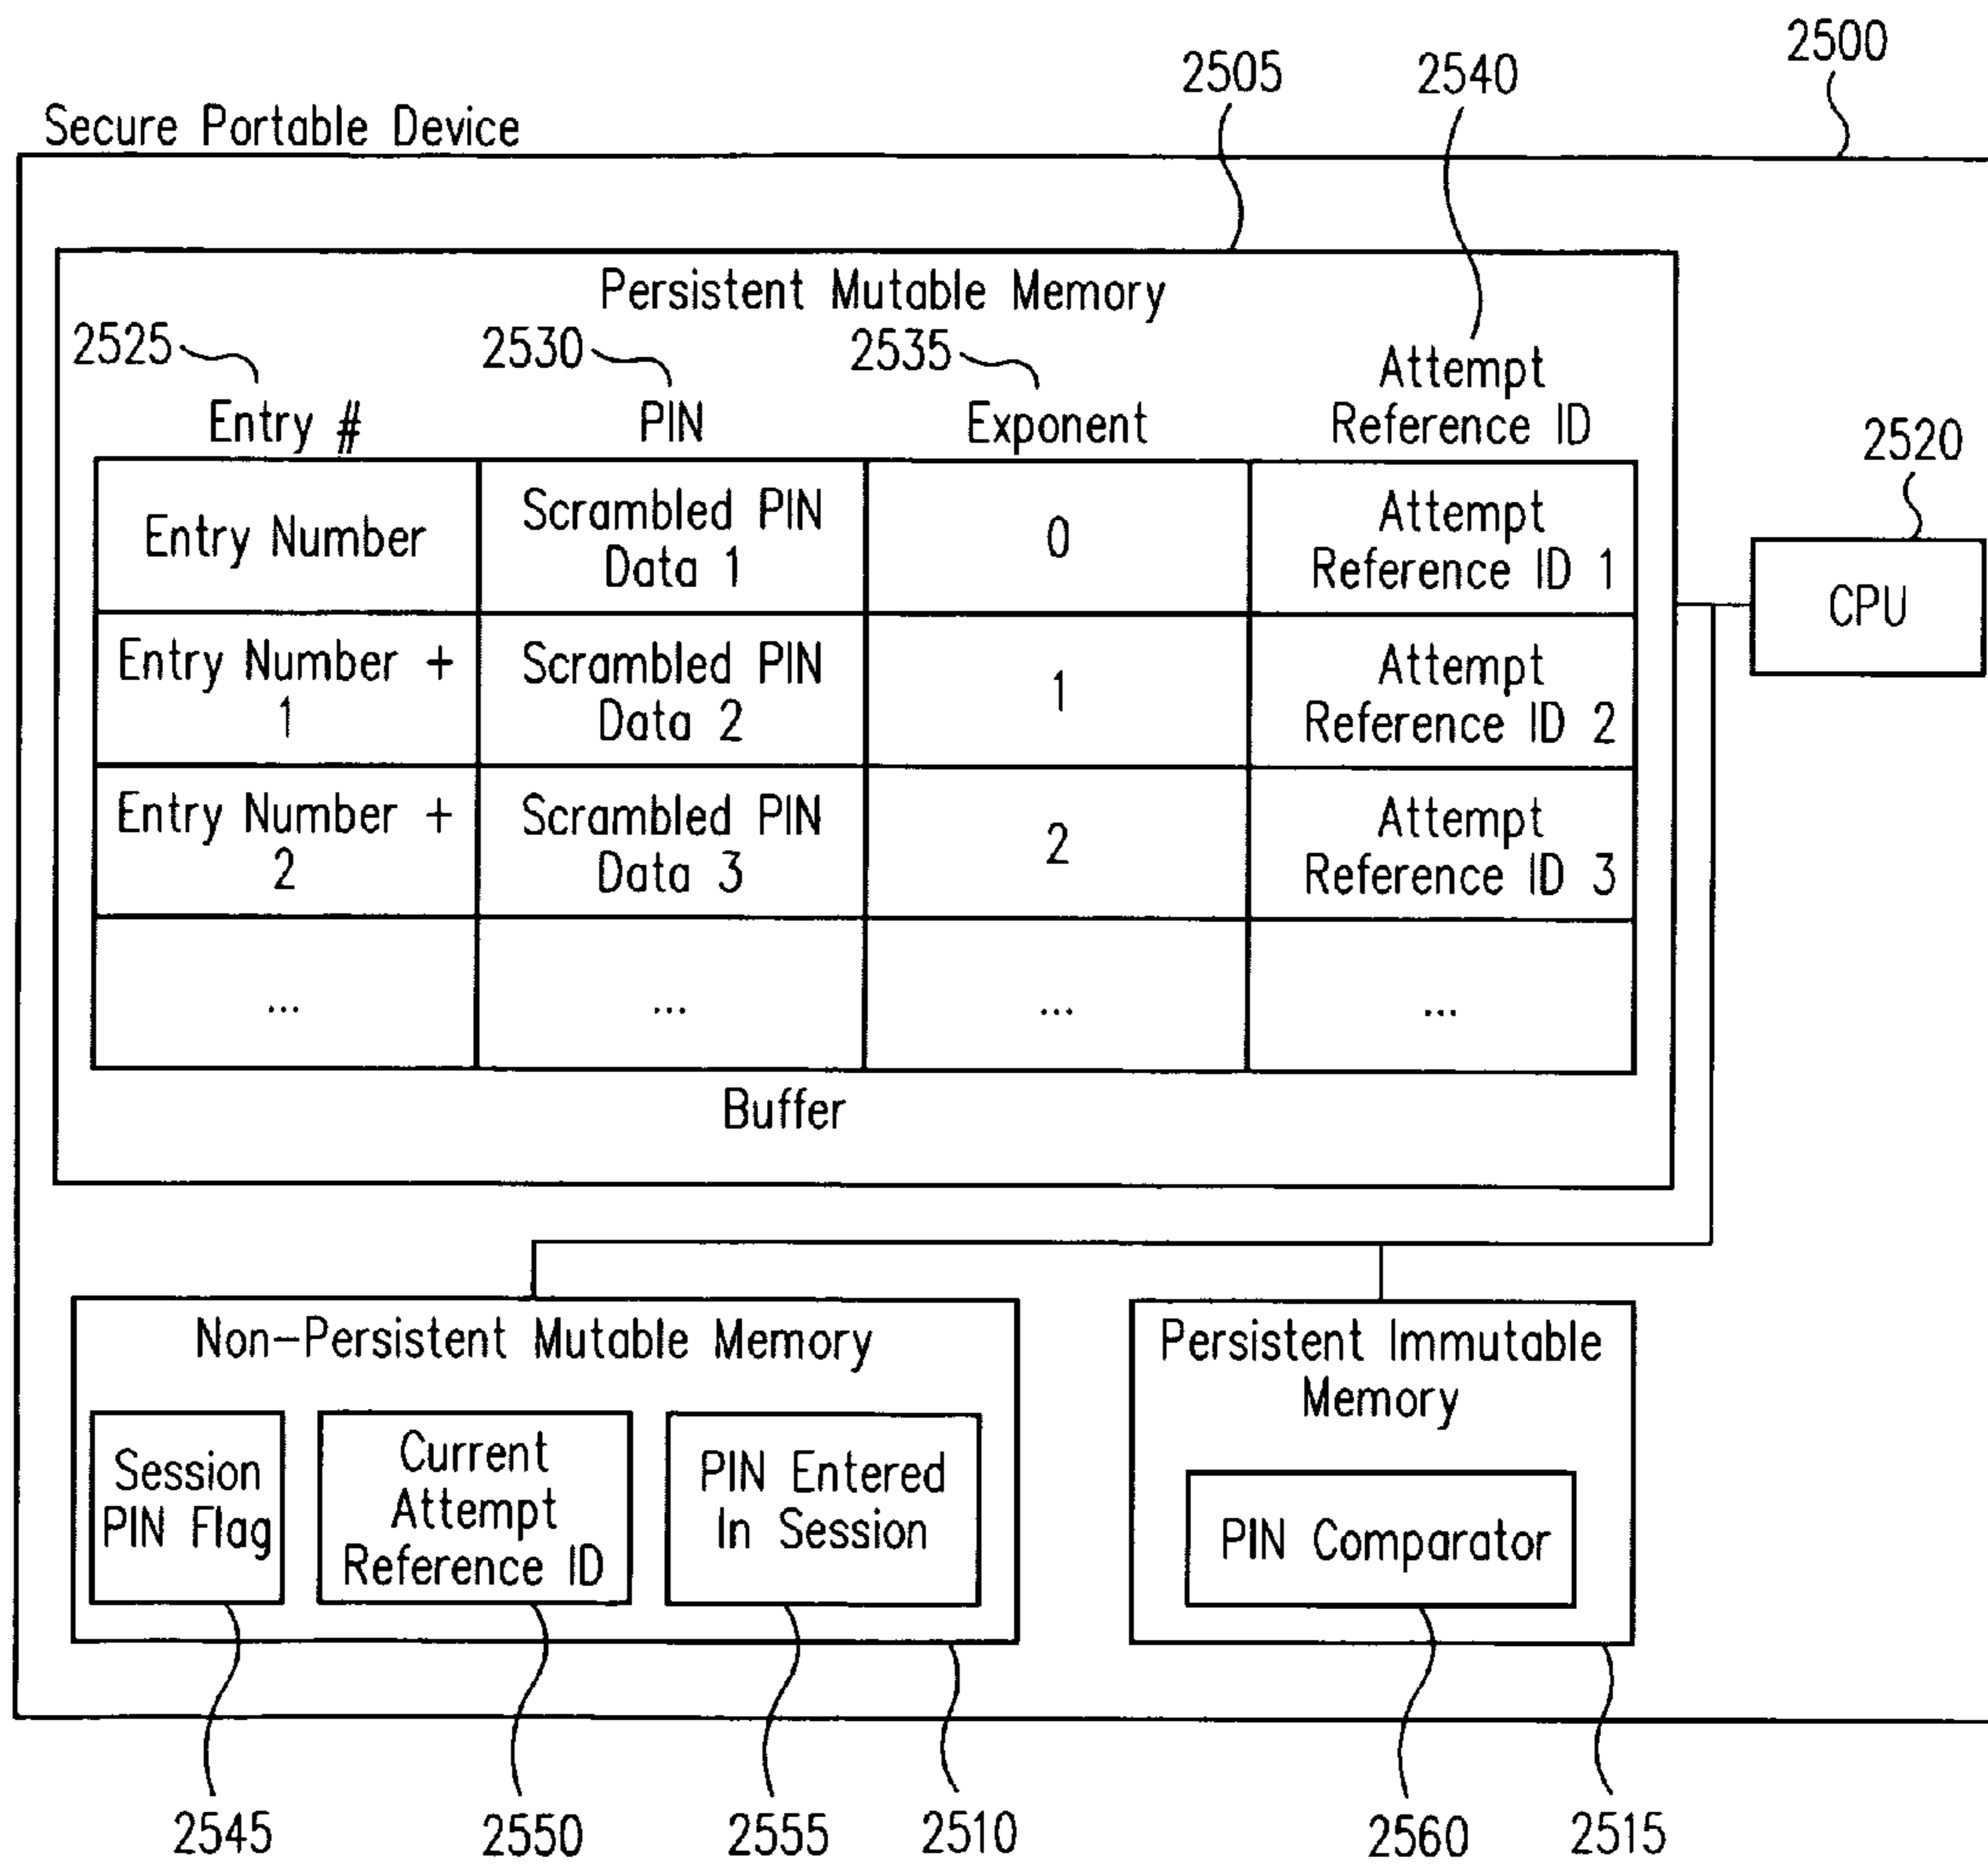 2500
2505
2540
Secure Portable Device
Persistent Mutable Memory
2525
2530
2535
Attempt
Reference ID
Entry #
PIN
Exponent
2520
Entry Number
Scrambled PIN
Data 1
0
Attempt
Reference ID 1
CPU
Entry Number +
1
Scrambled PIN
Data 2
1
Attempt
Reference ID 2
Entry Number +
2
Scrambled PIN
Data 3
2
Attempt
Reference ID 3
...
...
...
...
Buffer
Non-Persistent Mutable Memory
Session
PIN Flag
Current
Attempt
Reference ID
PIN Entered
In Session
Persistent Immutable
Memory
PIN Comparator
2545
2550
2555
2510
2560
2515